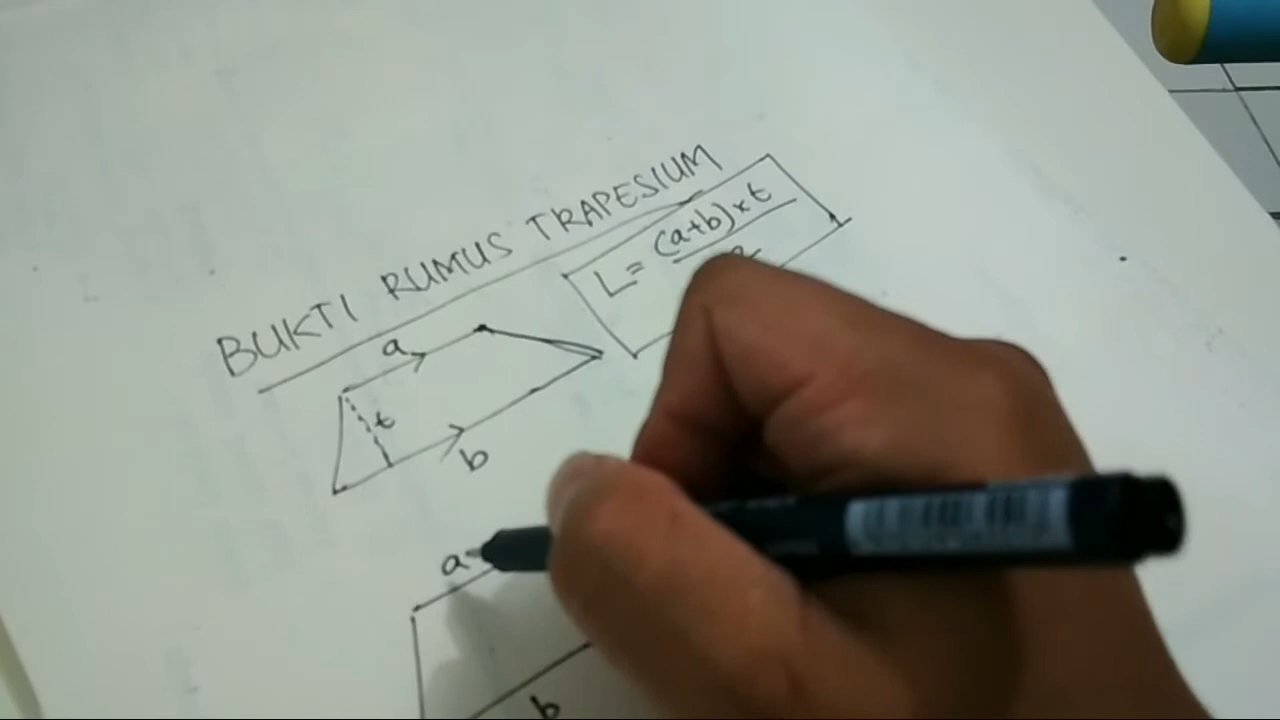 BUKTI RUMUS TRAPESIUM
L = (a+b) × t
a
t
b
a
b